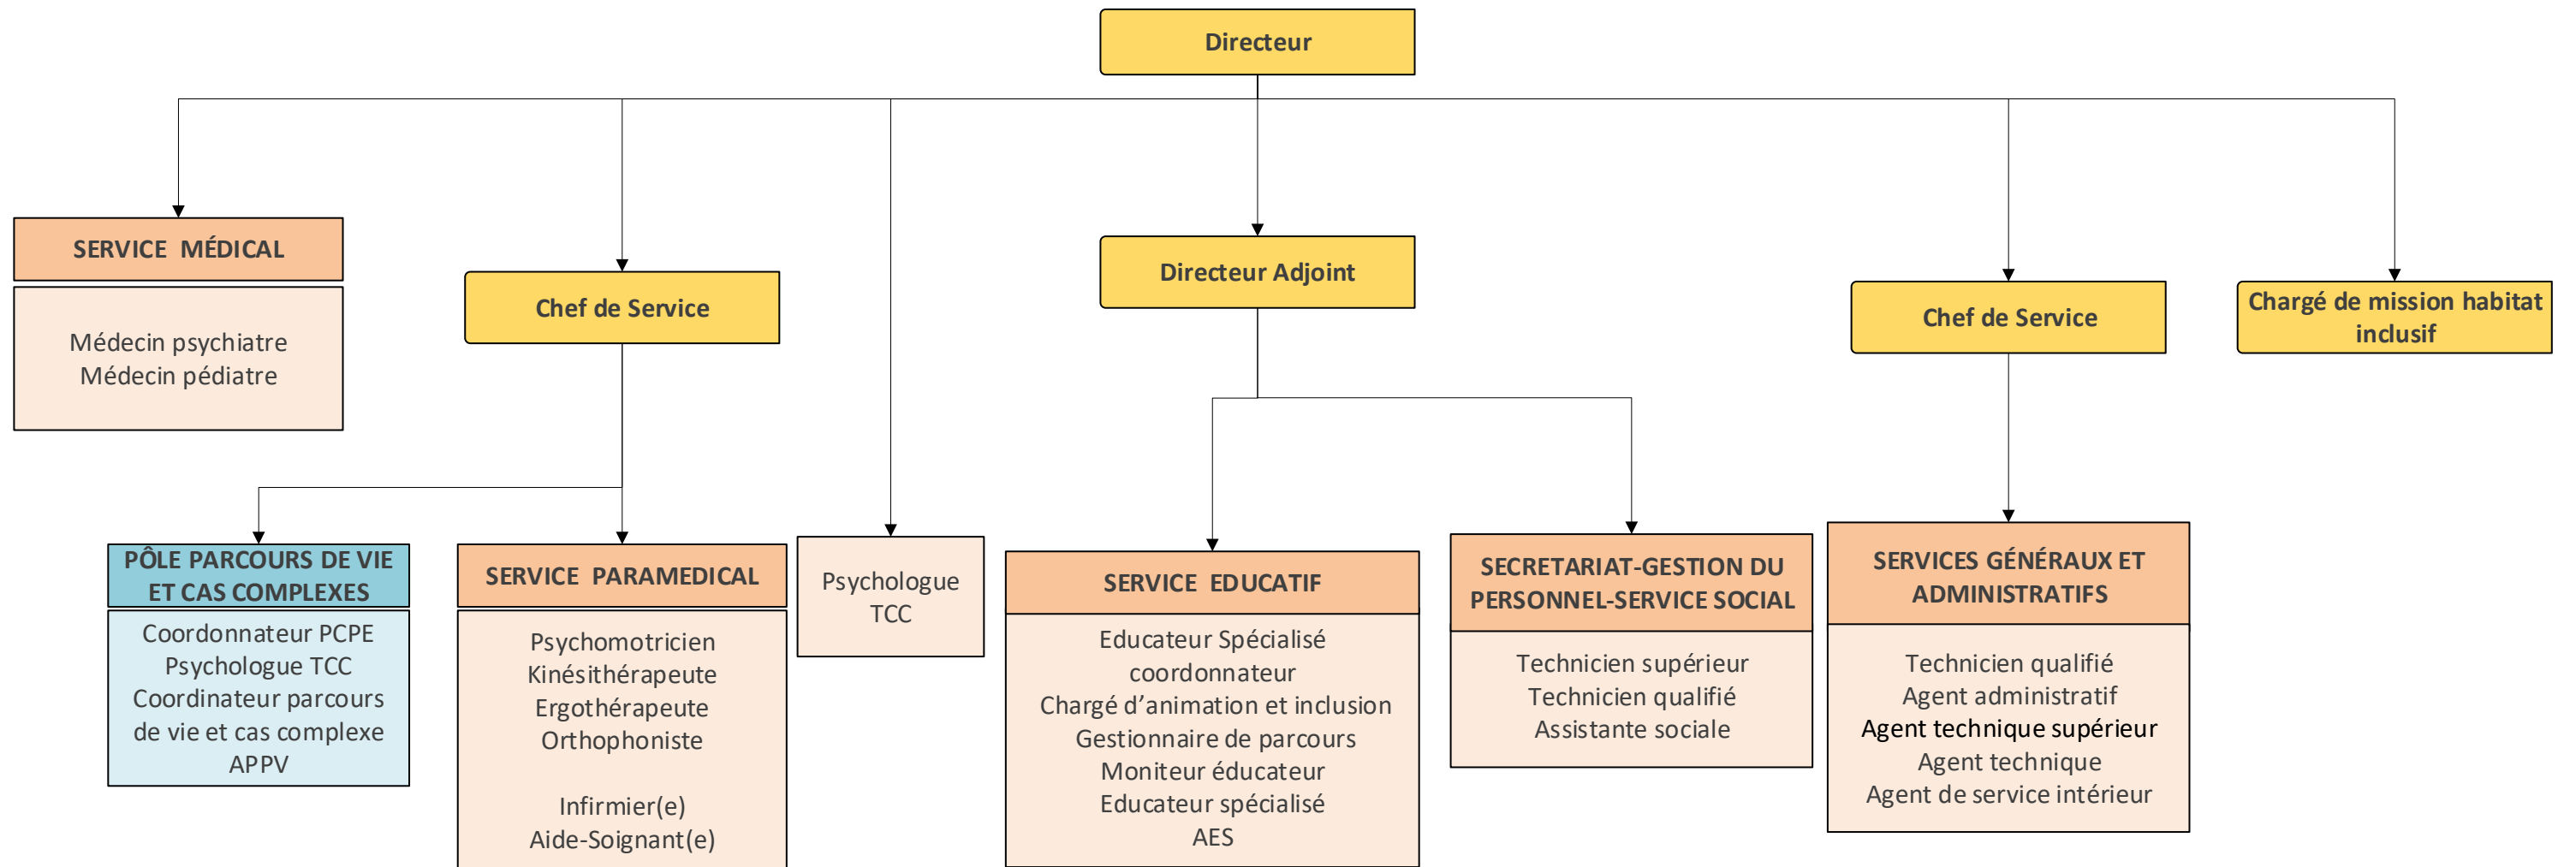 Directeur
SERVICE MÉDICAL
Médecin psychiatre
Médecin pédiatre
Chef de Service
Directeur Adjoint
Chef de Service
Chargé de mission habitat
inclusif
PÔLE PARCOURS DE VIE
ET CAS COMPLEXES
Coordonnateur PCPE
Psychologue TCC
Coordinateur parcours
de vie et cas complexe
APPV
SERVICE PARAMEDICAL
Psychomotricien
Kinésithérapeute
Ergothérapeute
Orthophoniste
Infirmier(e)
Aide-Soignant(e)
Psychologue
TCC
SERVICE EDUCATIF
Educateur Spécialisé
coordonnateur
Chargé d’animation et inclusion
Gestionnaire de parcours
Moniteur éducateur
Educateur spécialisé
AES
SECRETARIAT-GESTION DU
PERSONNEL-SERVICE SOCIAL
Technicien supérieur
Technicien qualifié
Assistante sociale
SERVICES GÉNÉRAUX ET
ADMINISTRATIFS
Technicien qualifié
Agent administratif
Agent technique supérieur
Agent technique
Agent de service intérieur